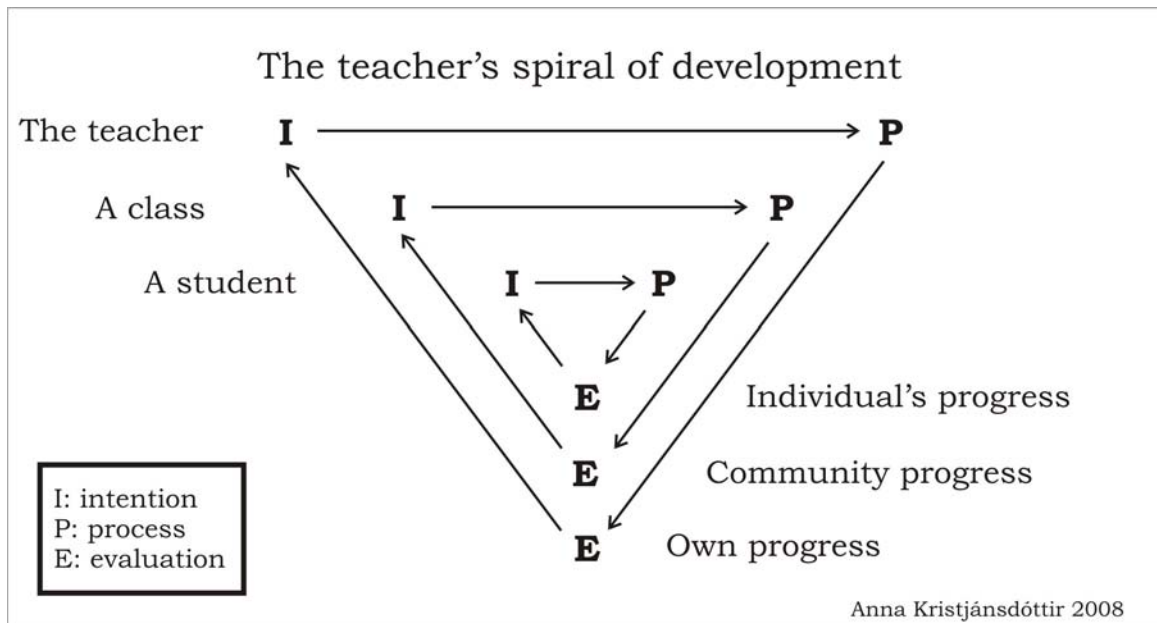 The teacher’s spiral of development
The teacher I P
A class I P
A student I P
E Individual’s progress
E Community progress
E Own progress
I: intention
P: process
E: evaluation
Anna Kristjánsdóttir 2008